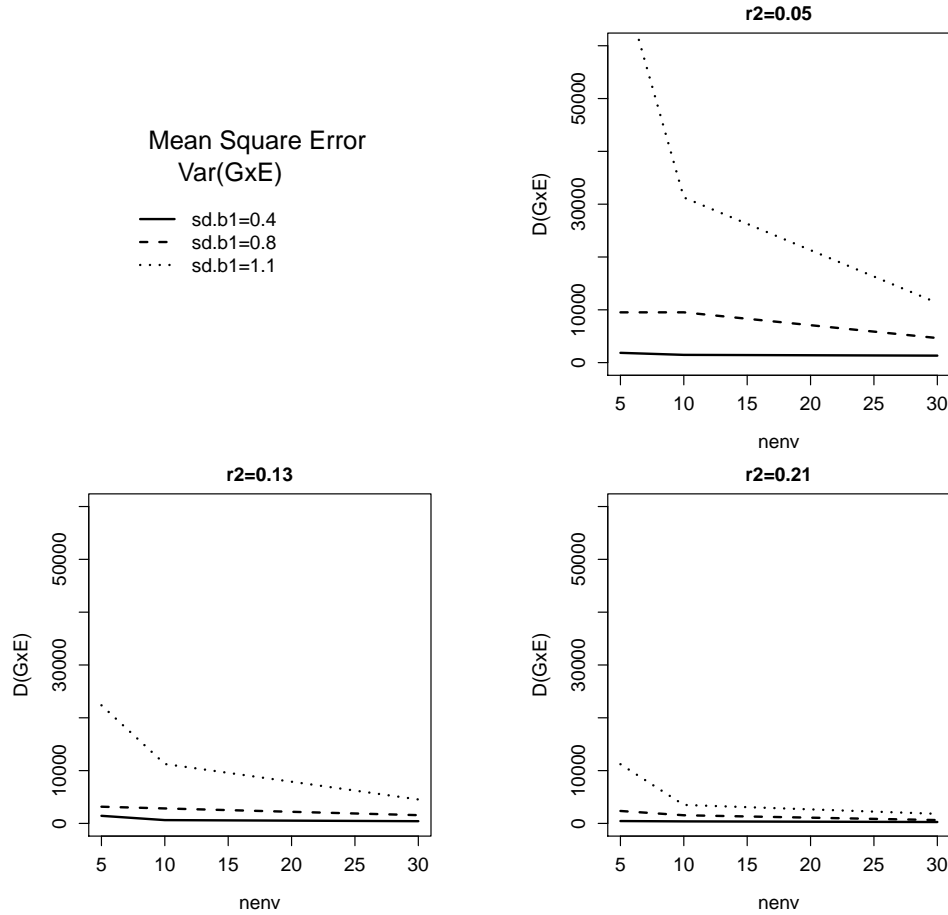 Mean Square Error
Var(GxE)
sd.b1=0.4
sd.b1=0.8
sd.b1=1.1
r2=0.05
D(GxE)
0 10000 30000 50000
5 10 15 20 25 30
nenv
r2=0.13
D(GxE)
0 10000 30000 50000
5 10 15 20 25 30
nenv
r2=0.21
D(GxE)
0 10000 30000 50000
5 10 15 20 25 30
nenv